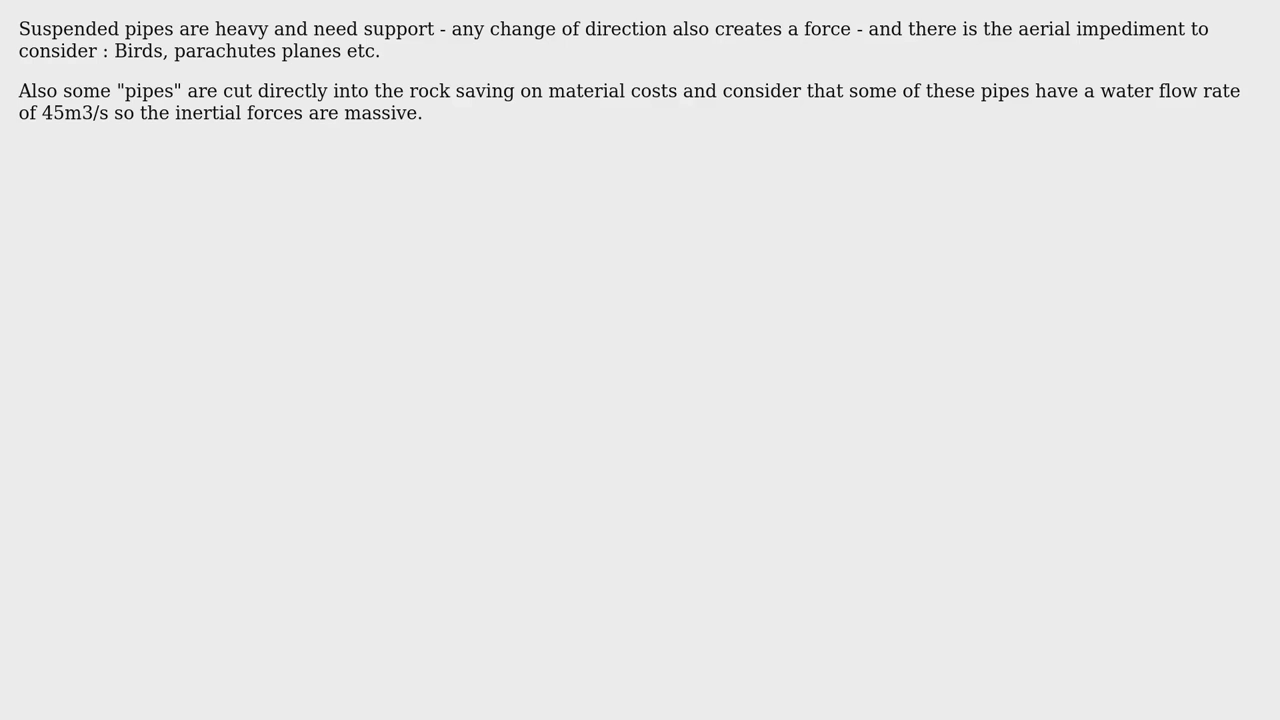 Suspended pipes are heavy and need support - any change of direction also creates a force - and there is the aerial impediment to
consider : Birds, parachutes planes etc.
Also some "pipes" are cut directly into the rock saving on material costs and consider that some of these pipes have a water flow rate
of 45m3/s so the inertial forces are massive.